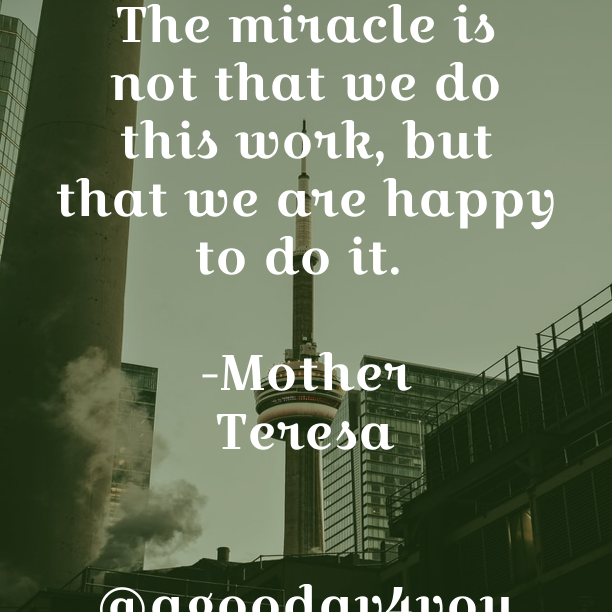 The miracle is
not that we do
this work, but
that we are happy
to do it.
-Mother
Teresa
@agooday4you